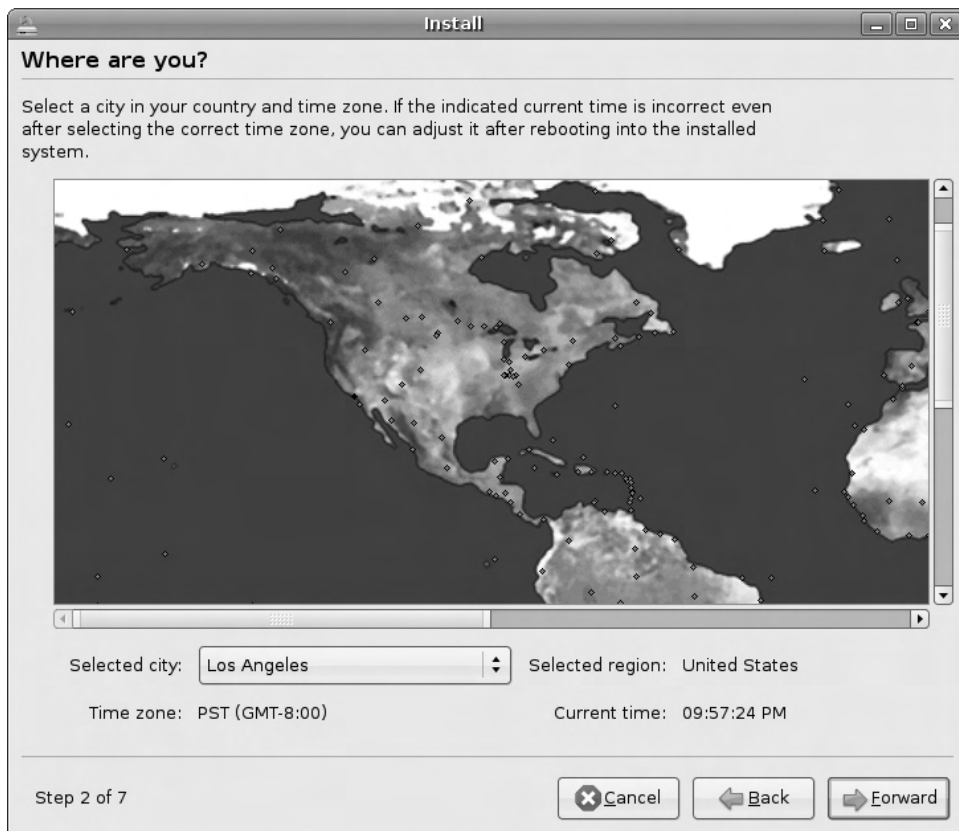 Install
Where are you?
Select a city in your country and time zone. If the indicated current time is incorrect even
after selecting the correct time zone, you can adjust it after rebooting into the installed
system.
Selected city: Los Angeles Selected region: United States
Time zone: PST (GMT-8:00) Current time: 09:57:24 PM
Step 2 of 7 Cancel Back Forward